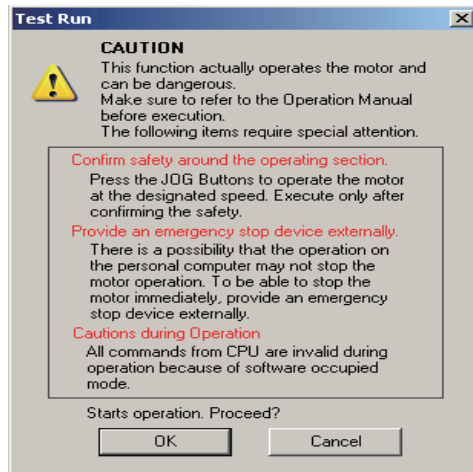 Test Run
CAUTION
This function actually operates the motor and
can be dangerous.
Make sure to refer to the Operation Manual
before execution.
The following items require special attention.
Confirm safety around the operating section.
Press the JOG Buttons to operate the motor
at the designated speed. Execute only after
confirming the safety.
Provide an emergency stop device externally.
There is a possibility that the operation on
the personal computer may not stop the
motor operation. To be able to stop the
motor immediately, provide an emergency
stop device externally.
Cautions during Operation
All commands from CPU are invalid during
operation because of software occupied
mode.
Starts operation. Proceed?
OK Cancel